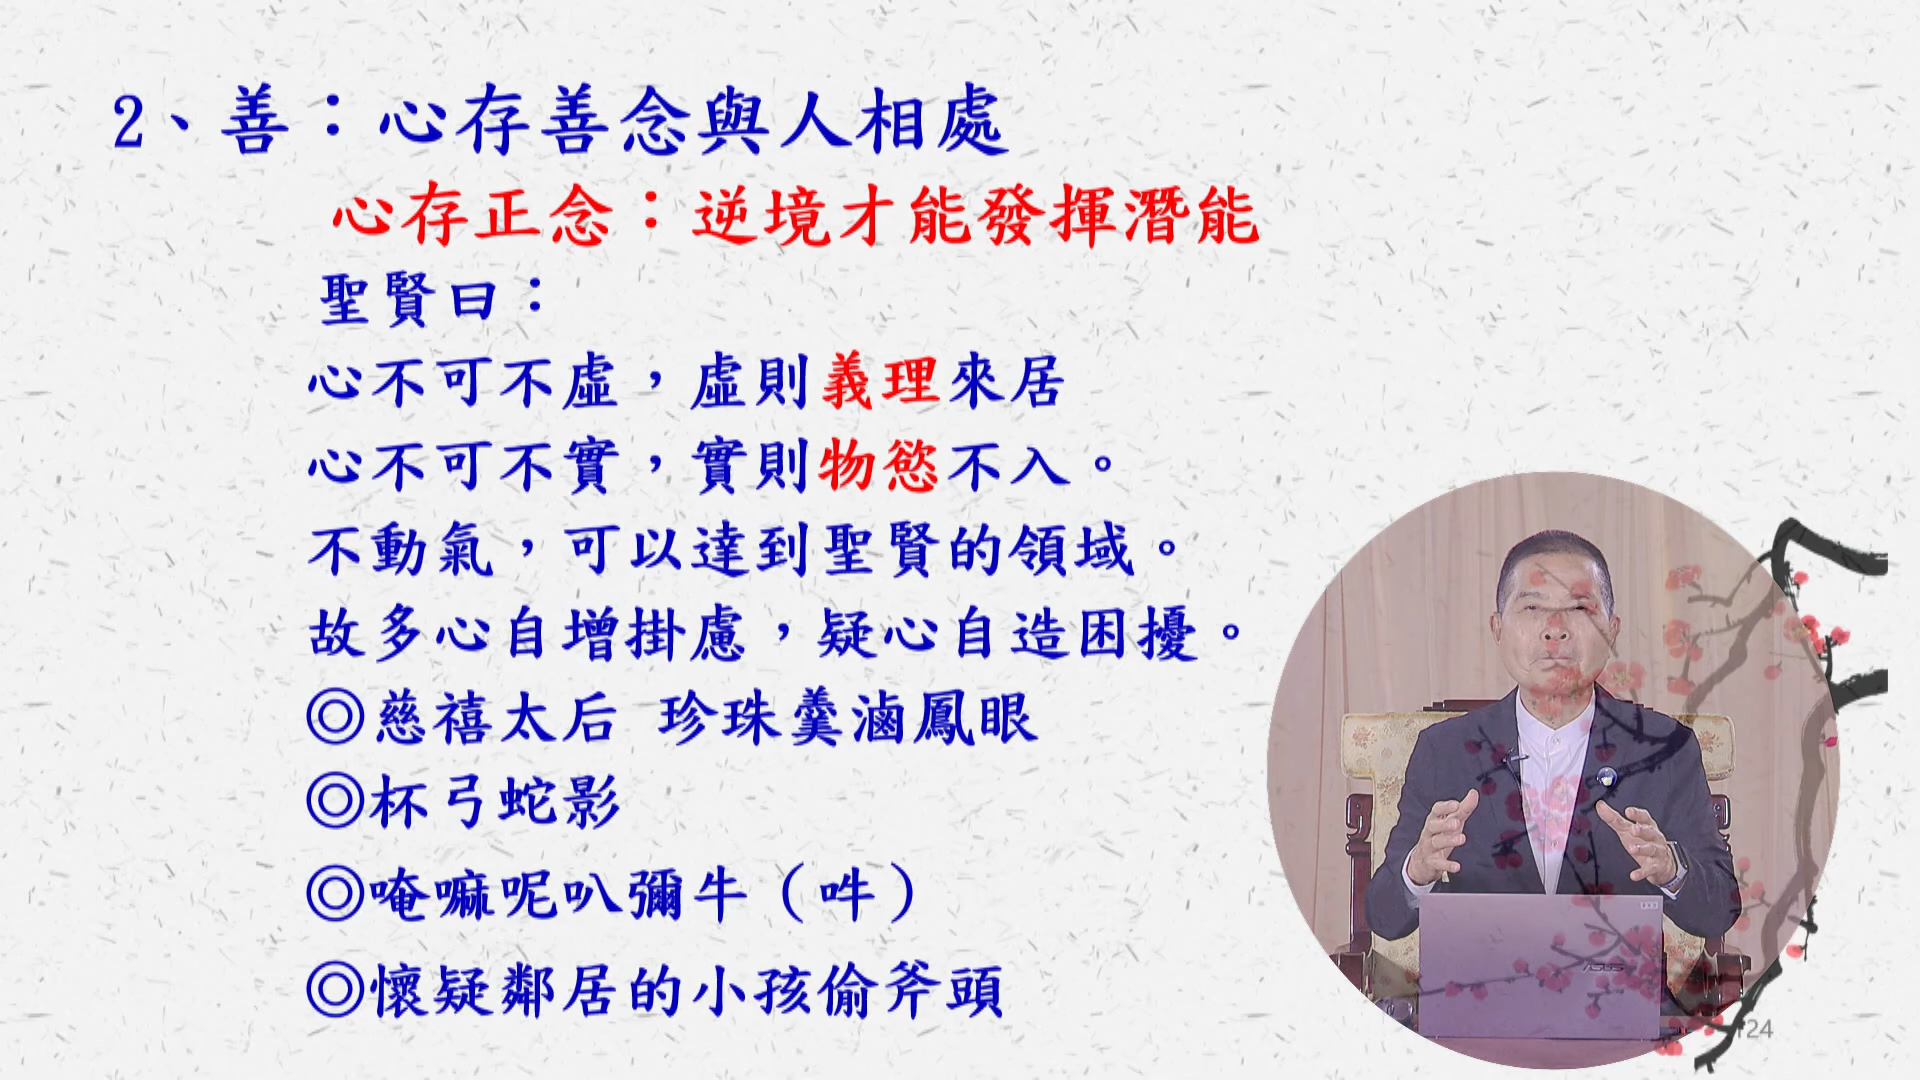 2、善：心存善念與人相處
心存正念：逆境才能發揮潛能
聖賢曰：
心不可不虛，虛則義理來居
心不可不實，實則物慾不入。
不動氣，可以達到聖賢的領域。
故多心自增掛慮，疑心自造困擾。
◎慈禧太后 珍珠羹滷鳳眼
◎杯弓蛇影
◎唵嘛呢叭彌牛（吽）
◎懷疑鄰居的小孩偷斧頭
ASUS
124